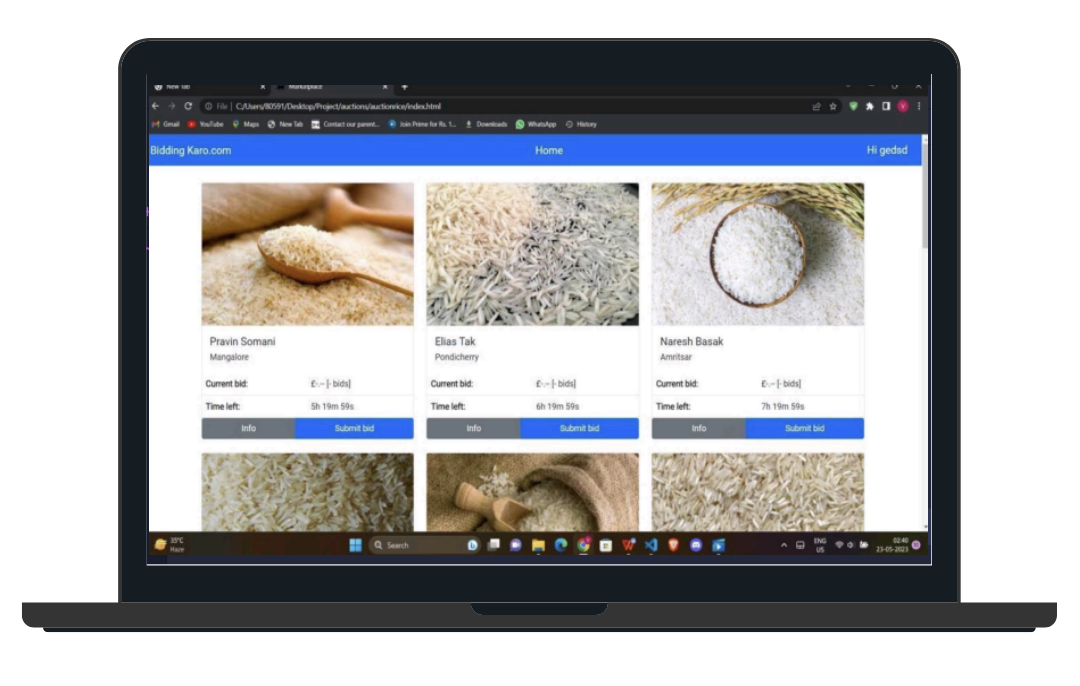 New Tab
Marketplace
File | C:/Users/80591/Desktop/Project/auctions/auctionrice/index.html
Gmail YouTube Maps New Tab Contact our parent... Join Prime for Rs. 1... Downloads WhatsApp History
Bidding Karo.com Home Hi gedsd
Pravin Somani
Mangalore
Current bid: £-.-- [- bids]
Time left: 5h 19m 59s
Info Submit bid
Elias Tak
Pondicherry
Current bid: £-.-- [- bids]
Time left: 6h 19m 59s
Info Submit bid
Naresh Basak
Amritsar
Current bid: £-.-- [- bids]
Time left: 7h 19m 59s
Info Submit bid
35°C
Haze
Search
ENG
US
02:40
23-05-2023